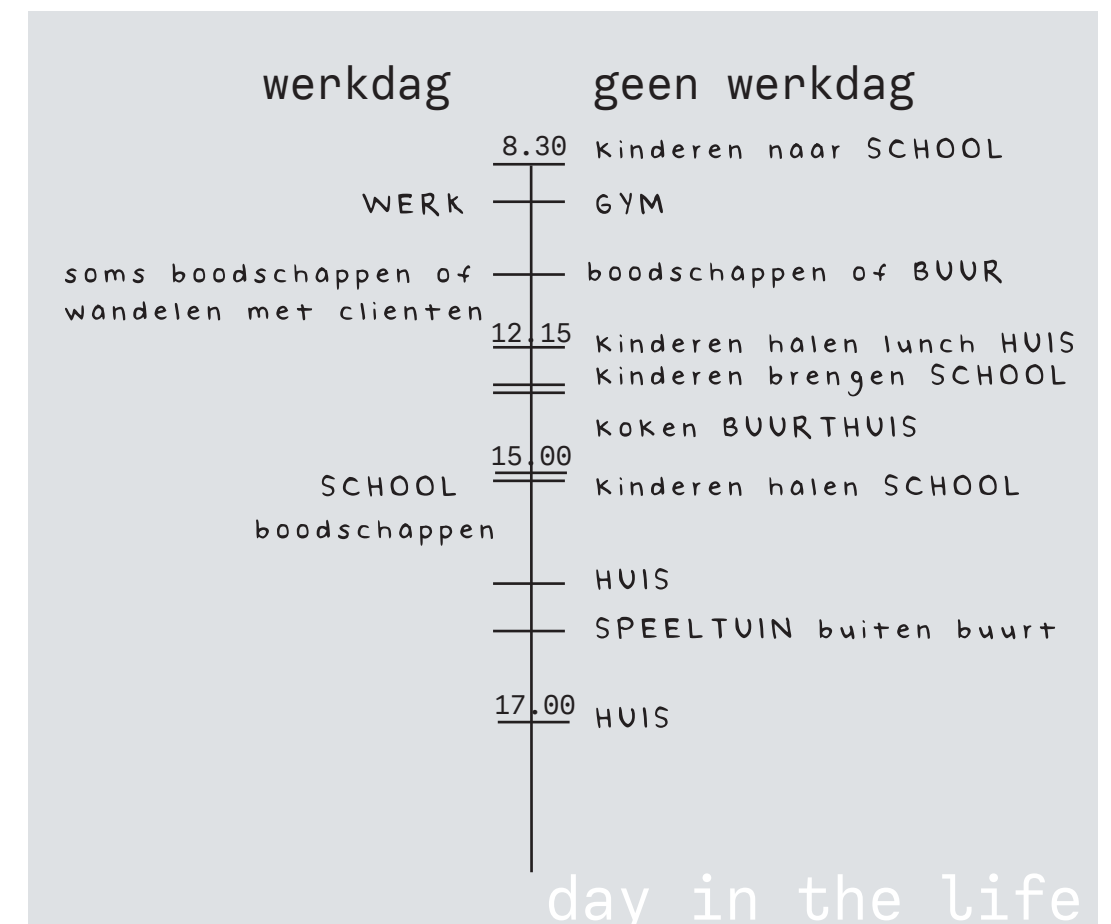 werkdag geen werkdag
8.30 Kinderen naar SCHOOL
WERK GYM
soms boodschappen of boodschappen of BUUR
wandelen met clienten
12.15 Kinderen halen lunch HUIS
Kinderen brengen SCHOOL
Koken BUURTHUIS
15.00
SCHOOL Kinderen halen SCHOOL
boodschappen
HUIS
SPEELTUIN buiten buurt
17.00 HUIS
day in the life